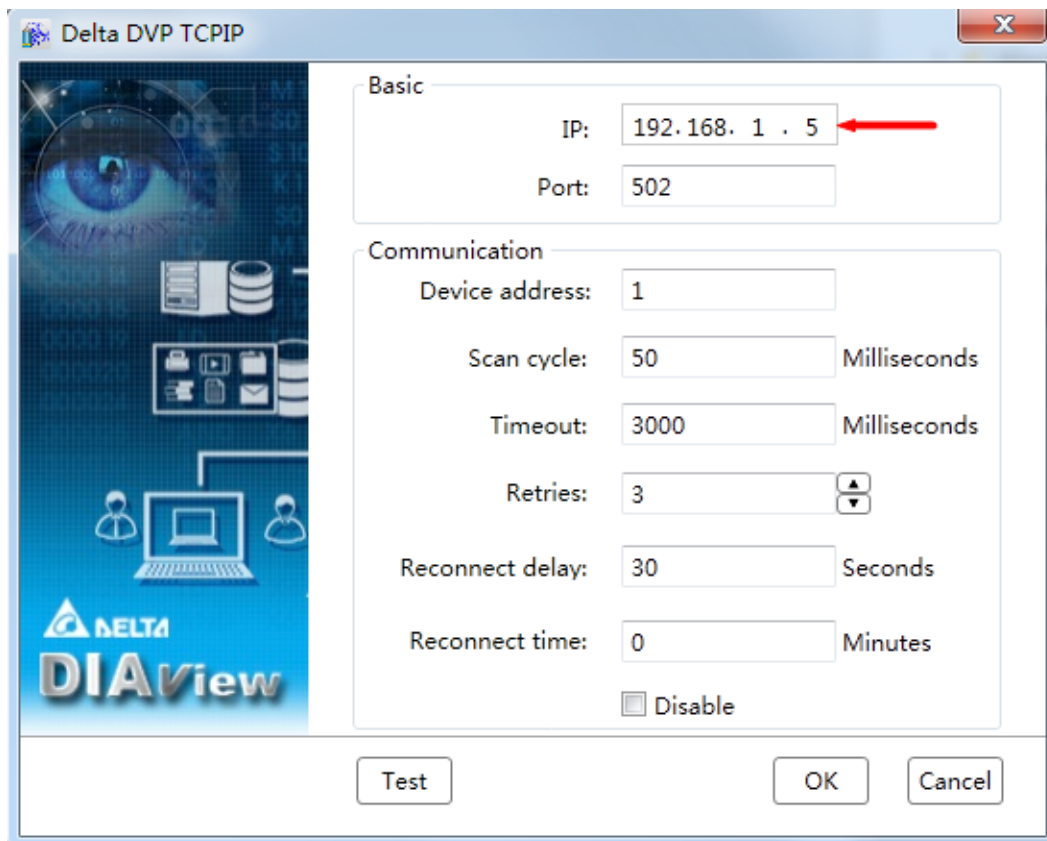 Delta DVP TCPIP
Basic
IP: 192.168. 1 . 5
Port: 502
Communication
Device address: 1
Scan cycle: 50 Milliseconds
Timeout: 3000 Milliseconds
Retries: 3
Reconnect delay: 30 Seconds
Reconnect time: 0 Minutes
Disable
DELTA
DIAView
Test OK Cancel